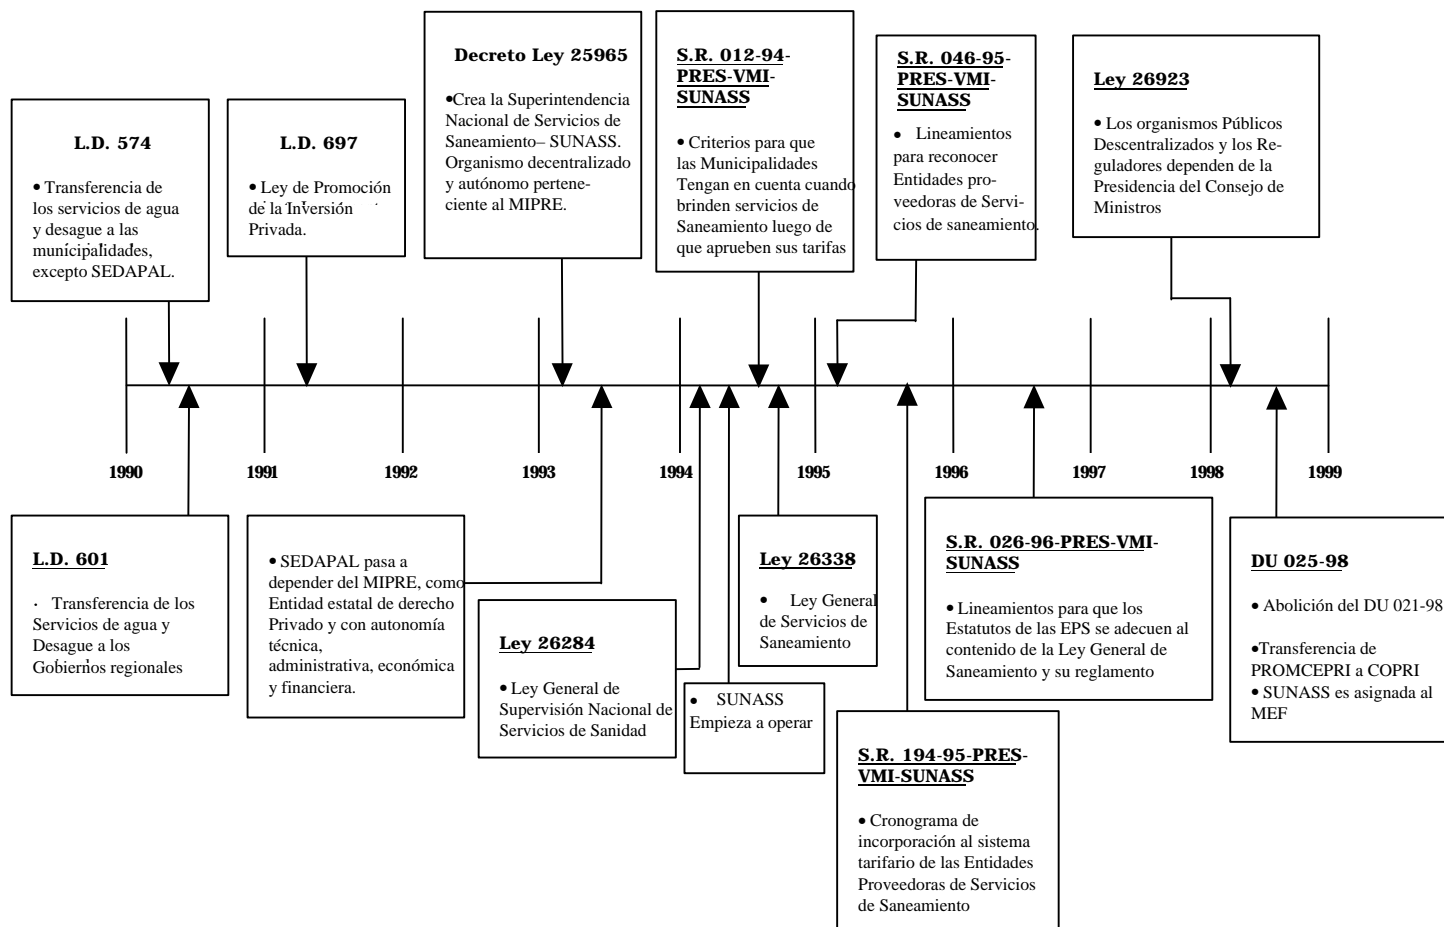 L.D. 574
• Transferencia de
los servicios de agua
y desague a las
municipalidades,
excepto SEDAPAL.
L.D. 697
• Ley de Promoción
de la Inversión
Privada.
Decreto Ley 25965
•Crea la Superintendencia
Nacional de Servicios de
Saneamiento– SUNASS.
Organismo decentralizado
y autónomo pertene-
ciente al MIPRE.
S.R. 012-94-
PRES-VMI-
SUNASS
• Criterios para que
las Municipalidades
Tengan en cuenta cuando
brinden servicios de
Saneamiento luego de
que aprueben sus tarifas
S.R. 046-95-
PRES-VMI-
SUNASS
• Lineamientos
para reconocer
Entidades pro-
veedoras de Servi-
cios de saneamiento.
Ley 26923
• Los organismos Públicos
Descentralizados y los Re-
guladores dependen de la
Presidencia del Consejo de
Ministros
1990
1991
1992
1993
1994
1995
1996
1997
1998
1999
L.D. 601
· Transferencia de los
Servicios de agua y
Desague a los
Gobiernos regionales
• SEDAPAL pasa a
depender del MIPRE, como
Entidad estatal de derecho
Privado y con autonomía
técnica,
administrativa, económica
y financiera.
Ley 26284
• Ley General de
Supervisión Nacional de
Servicios de Sanidad
• SUNASS
Empieza a operar
Ley 26338
• Ley General
de Servicios de
Saneamiento
S.R. 194-95-PRES-
VMI-SUNASS
• Cronograma de
incorporación al sistema
tarifario de las Entidades
Proveedoras de Servicios
de Saneamiento
S.R. 026-96-PRES-VMI-
SUNASS
• Lineamientos para que los
Estatutos de las EPS se adecuen al
contenido de la Ley General de
Saneamiento y su reglamento
DU 025-98
• Abolición del DU 021-98
•Transferencia de
PROMCEPRI a COPRI
• SUNASS es asignada al
MEF